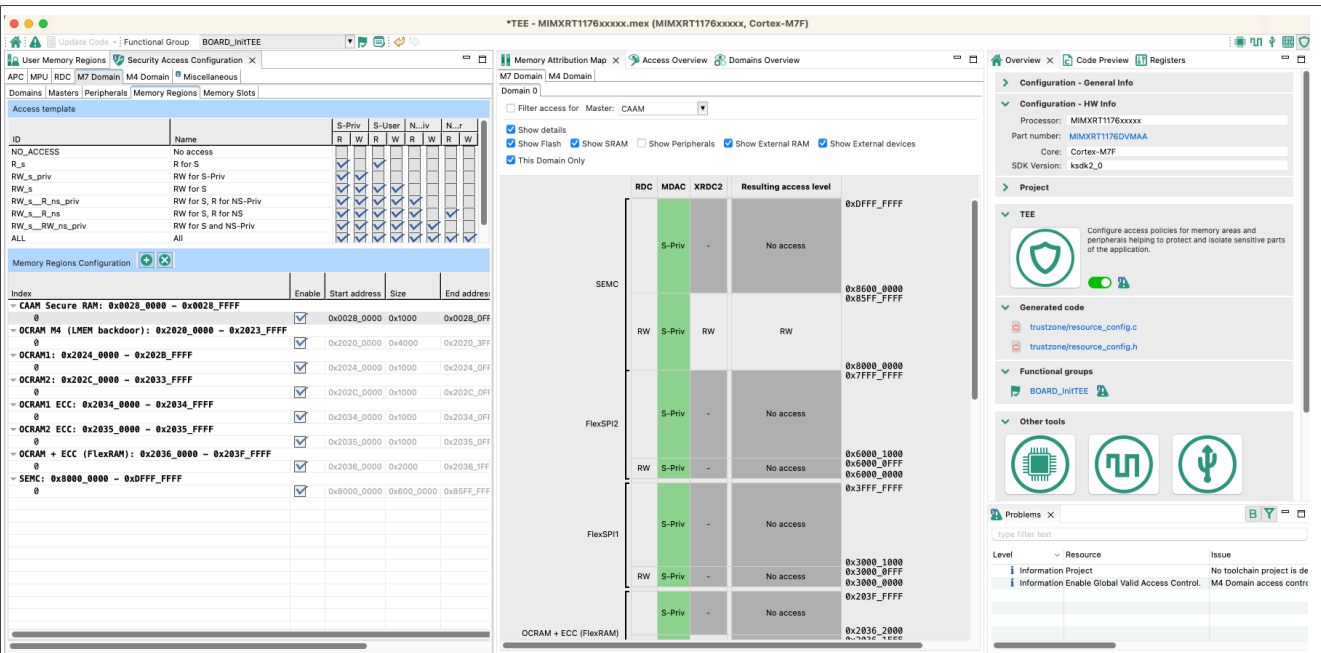 *TEE - MIMXRT1176xxxxx.mex (MIMXRT1176xxxxx, Cortex-M7F)
Update Code Functional Group BOARD_InitTEE
User Memory Regions Security Access Configuration
APC MPU RDC M7 Domain M4 Domain Miscellaneous
Domains Masters Peripherals Memory Regions Memory Slots
Access template
S-Priv S-User N...iv N...r
ID Name R W R W R W R W
NO_ACCESS No access
R_s R for S
RW_s_priv RW for S-Priv
RW_s RW for S
RW_s__R_ns_priv RW for S, R for NS-Priv
RW_s__R_ns RW for S, R for NS
RW_s__RW_ns_priv RW for S and NS-Priv
ALL All
Memory Regions Configuration
Index Enable Start address Size End address
CAAM Secure RAM: 0x0028_0000 - 0x0028_FFFF
0 0x0028_0000 0x1000 0x0028_0FF
OCRAM M4 (LMEM backdoor): 0x2020_0000 - 0x2023_FFFF
0 0x2020_0000 0x4000 0x2020_3FF
OCRAM1: 0x2024_0000 - 0x202B_FFFF
0 0x2024_0000 0x1000 0x2024_0FF
OCRAM2: 0x202C_0000 - 0x2033_FFFF
0 0x202C_0000 0x1000 0x202C_0FF
OCRAM1 ECC: 0x2034_0000 - 0x2034_FFFF
0 0x2034_0000 0x1000 0x2034_0FF
OCRAM2 ECC: 0x2035_0000 - 0x2035_FFFF
0 0x2035_0000 0x1000 0x2035_0FF
OCRAM + ECC (FlexRAM): 0x2036_0000 - 0x203F_FFFF
0 0x2036_0000 0x2000 0x2036_1FF
SEMC: 0x8000_0000 - 0xDFFF_FFFF
0 0x8000_0000 0x600_0000 0x85FF_FFF
Memory Attribution Map Access Overview Domains Overview
M7 Domain M4 Domain
Domain 0
Filter access for Master: CAAM
Show details
Show Flash Show SRAM Show Peripherals Show External RAM Show External devices
This Domain Only
RDC MDAC XRDC2 Resulting access level
0xDFFF_FFFF
S-Priv - No access
SEMC
0x8600_0000
0x85FF_FFFF
RW S-Priv RW RW
0x8000_0000
0x7FFF_FFFF
S-Priv - No access
FlexSPI2
0x6000_1000
0x6000_0FFF
RW S-Priv - No access
0x6000_0000
0x3FFF_FFFF
S-Priv - No access
FlexSPI1
0x3000_1000
0x3000_0FFF
RW S-Priv - No access
0x3000_0000
0x203F_FFFF
S-Priv - No access
OCRAM + ECC (FlexRAM)
0x2036_2000
Overview Code Preview Registers
Configuration - General Info
Configuration - HW Info
Processor: MIMXRT1176xxxxx
Part number: MIMXRT1176DVMAA
Core: Cortex-M7F
SDK Version: ksdk2_0
Project
TEE
Configure access policies for memory areas and
peripherals helping to protect and isolate sensitive parts
of the application.
Generated code
trustzone/resource_config.c
trustzone/resource_config.h
Functional groups
BOARD_InitTEE
Other tools
Problems
B
type filter text
Level Resource Issue
Information Project No toolchain project is de
Information Enable Global Valid Access Control. M4 Domain access contro